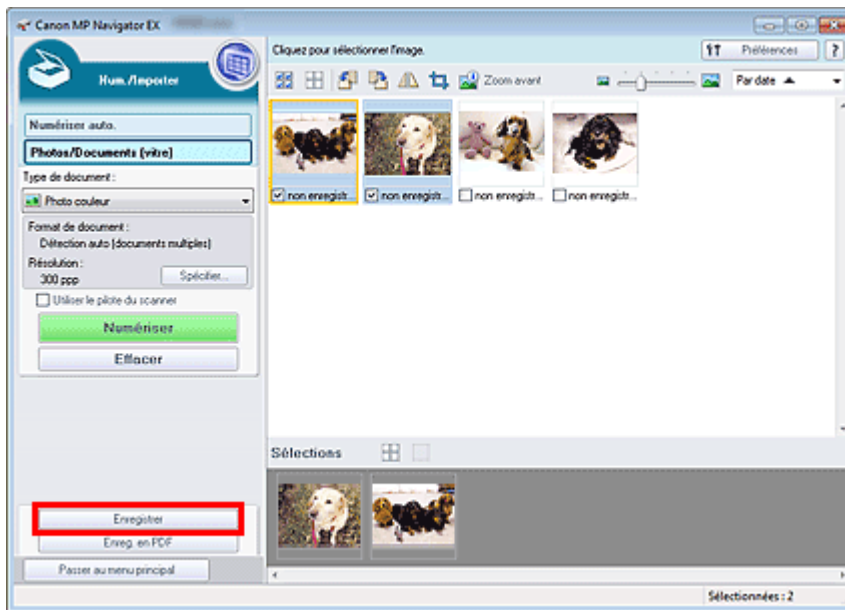 Canon MP Navigator EX
Cliquez pour sélectionner l'image.
Préférences
?
Num./Importer
Zoom avant
Par date
Numériser auto.
Photos/Documents (vitre)
Type de document :
Photo couleur
Format de document :
Détection auto (documents multiples)
Résolution :
300 ppp
Spécifier...
Utiliser le pilote du scanner
Numériser
Effacer
non enregistr...
non enregistr...
non enregistr...
non enregistr...
Sélections
Enregistrer
Enreg. en PDF
Passer au menu principal
Sélectionnées : 2